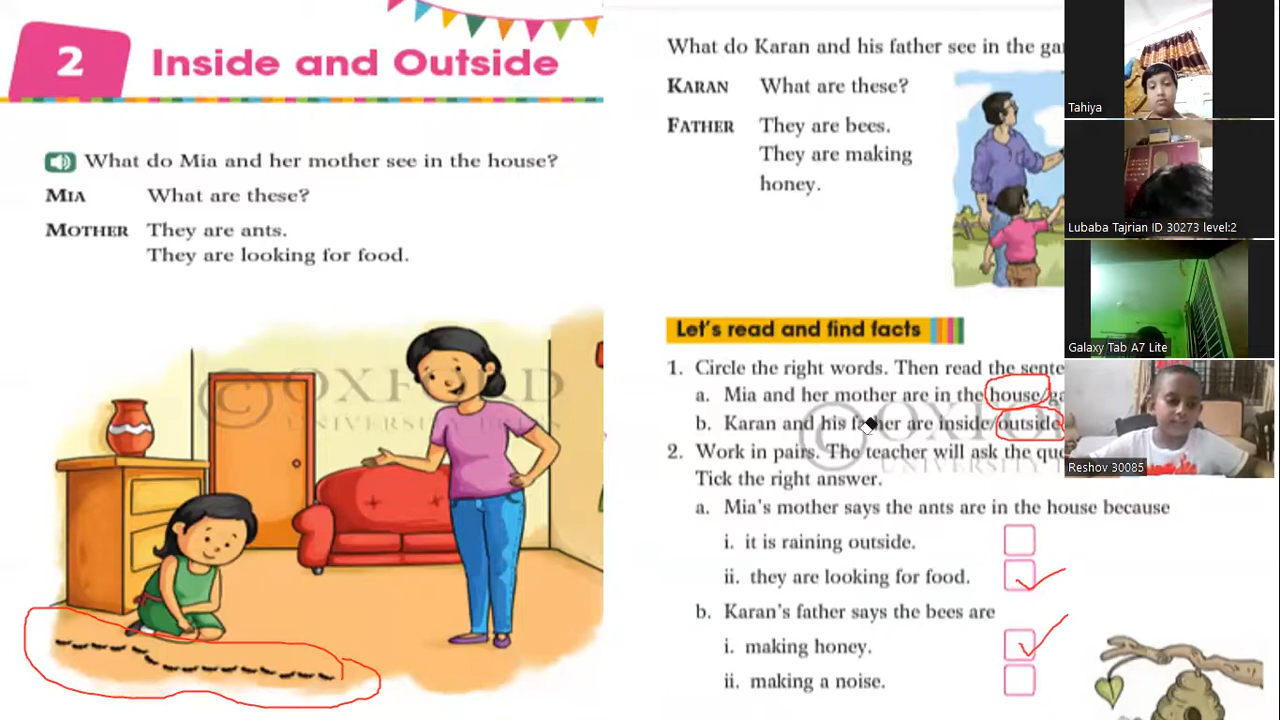 2
Inside and Outside
What do Mia and her mother see in the house?
MIA What are these?
MOTHER They are ants.
They are looking for food.
© OXFORD
UNIVERSITY PRESS
What do Karan and his father see in the
KARAN What are these?
FATHER They are bees.
They are making
honey.
Let's read and find facts
1. Circle the right words. Then read the
a. Mia and her mother are in the house/
b. Karan and his father are inside/outside
2. Work in pairs. The teacher will ask the
Tick the right answer.
a. Mia's mother says the ants are in the house because
i. it is raining outside.
ii. they are looking for food.
b. Karan's father says the bees are
i. making honey.
ii. making a noise.
Tahiya
Lubaba Tajrian ID 30273 level:2
Galaxy Tab A7 Lite
Reshov 30085